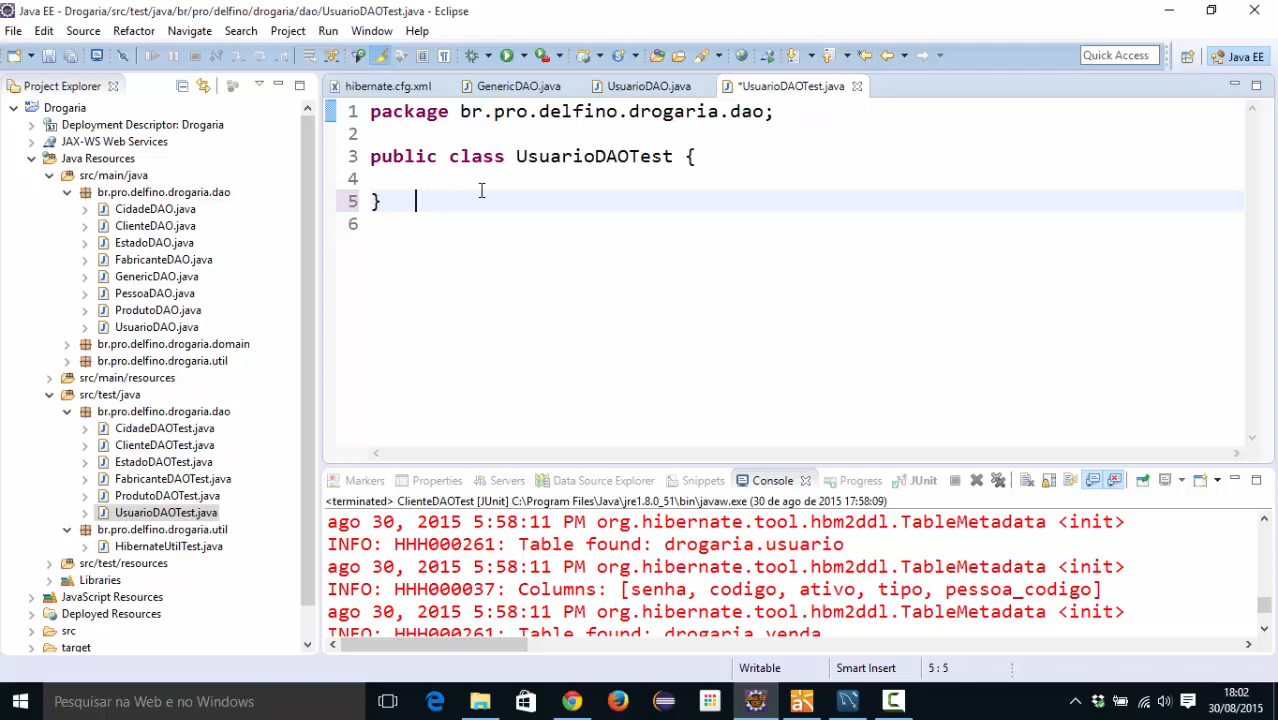 Java EE - Drogaria/src/test/java/br/pro/delfino/drogaria/dao/UsuarioDAOTest.java - Eclipse
File Edit Source Refactor Navigate Search Project Run Window Help
Quick Access Java EE
Project Explorer
Drogaria
Deployment Descriptor: Drogaria
JAX-WS Web Services
Java Resources
src/main/java
br.pro.delfino.drogaria.dao
CidadeDAO.java
ClienteDAO.java
EstadoDAO.java
FabricanteDAO.java
GenericDAO.java
PessoaDAO.java
ProdutoDAO.java
UsuarioDAO.java
br.pro.delfino.drogaria.domain
br.pro.delfino.drogaria.util
src/main/resources
src/test/java
br.pro.delfino.drogaria.dao
CidadeDAOTest.java
ClienteDAOTest.java
EstadoDAOTest.java
FabricanteDAOTest.java
ProdutoDAOTest.java
UsuarioDAOTest.java
br.pro.delfino.drogaria.util
HibernateUtilTest.java
src/test/resources
Libraries
JavaScript Resources
Deployed Resources
src
target
hibernate.cfg.xml GenericDAO.java UsuarioDAO.java *UsuarioDAOTest.java
1 package br.pro.delfino.drogaria.dao;
2
3 public class UsuarioDAOTest {
4
5 }
6
Markers Properties Servers Data Source Explorer Snippets Console Progress JUnit
<terminated> ClienteDAOTest [JUnit] C:\Program Files\Java\jre1.8.0_51\bin\javaw.exe (30 de ago de 2015 17:58:09)
ago 30, 2015 5:58:11 PM org.hibernate.tool.hbm2ddl.TableMetadata <init>
INFO: HHH000261: Table found: drogaria.usuario
ago 30, 2015 5:58:11 PM org.hibernate.tool.hbm2ddl.TableMetadata <init>
INFO: HHH000037: Columns: [senha, codigo, ativo, tipo, pessoa_codigo]
ago 30, 2015 5:58:11 PM org.hibernate.tool.hbm2ddl.TableMetadata <init>
INFO: HHH000261: Table found: drogaria.venda
Writable Smart Insert 5 : 5
Pesquisar na Web e no Windows
18:02
30/08/2015